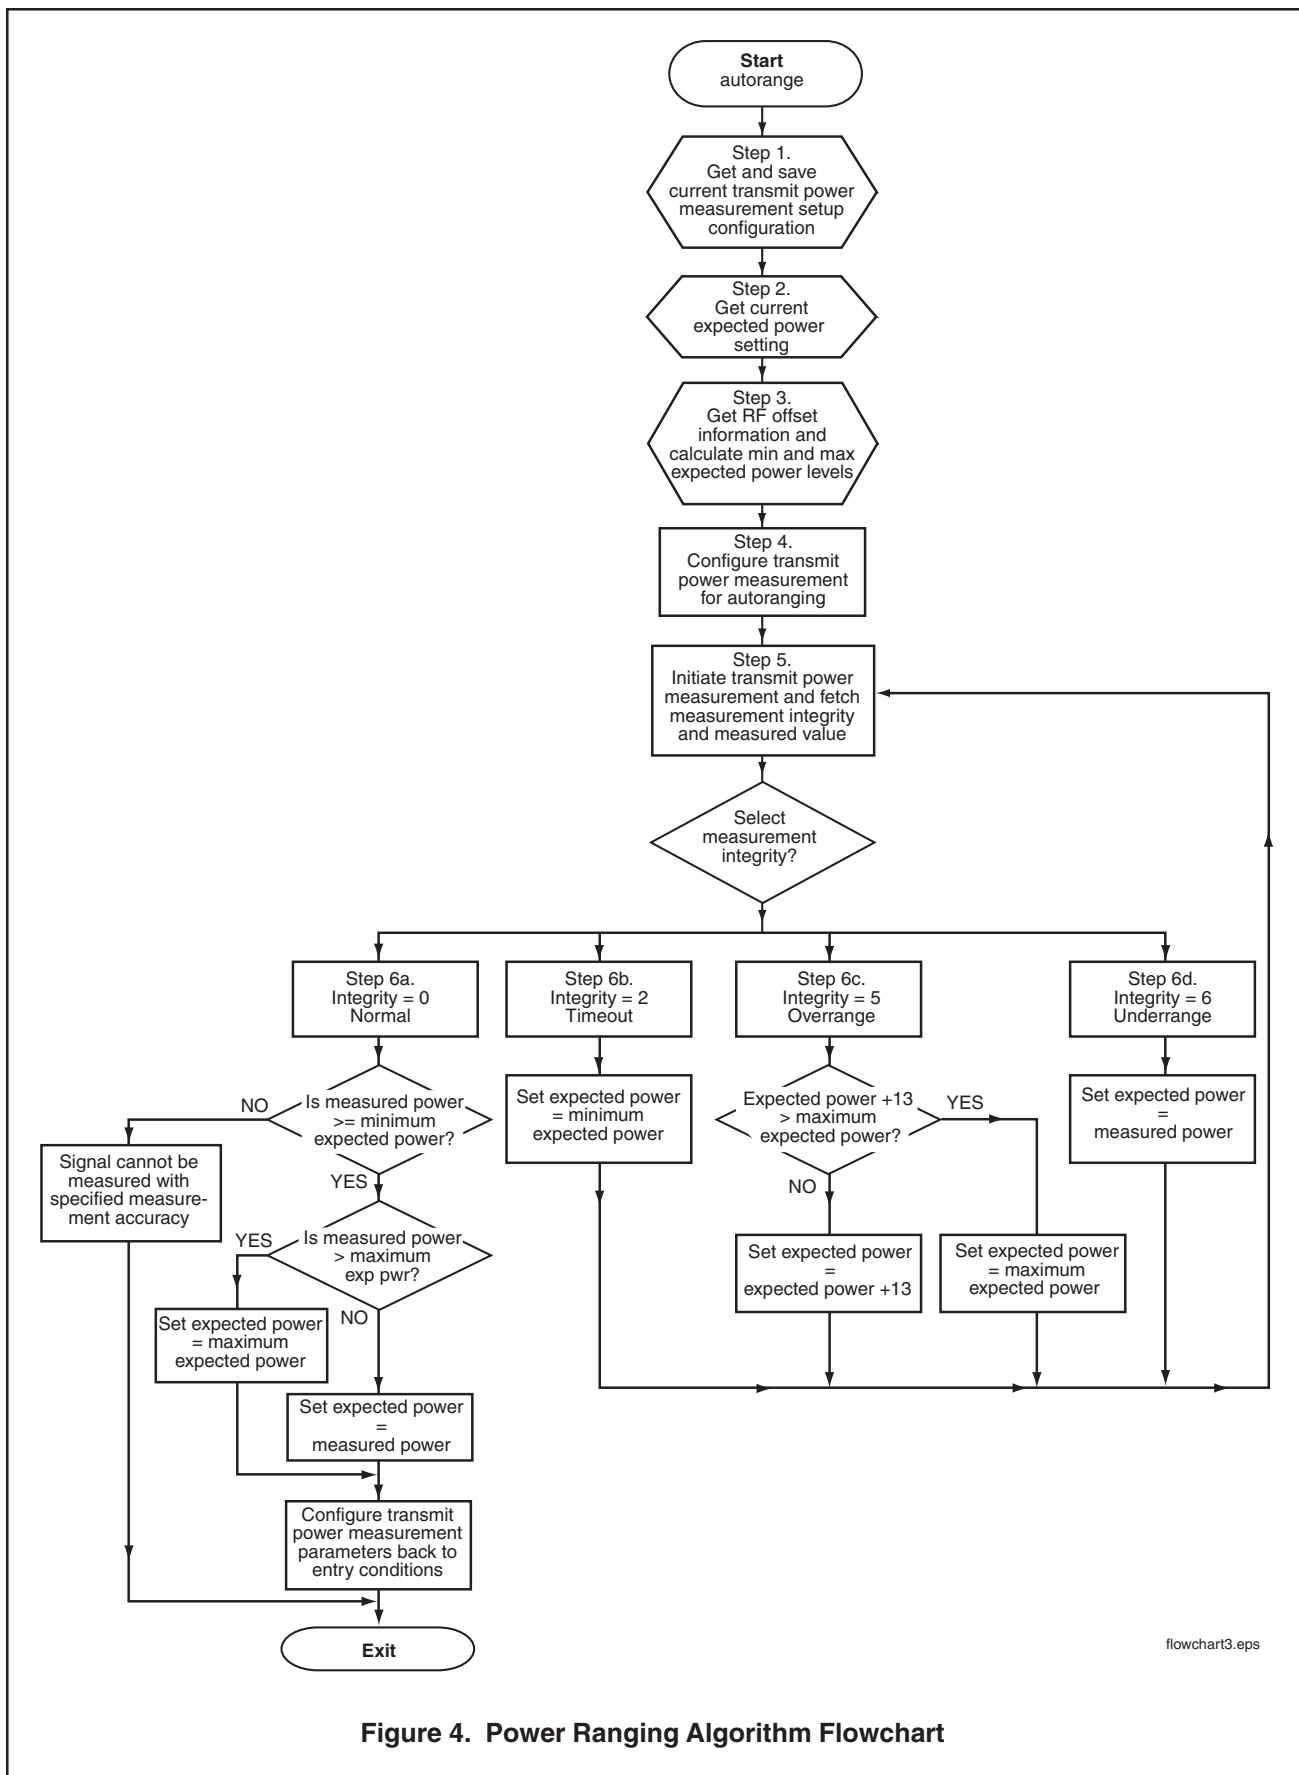 Start
autorange
Step 1.
Get and save
current transmit power
measurement setup
configuration
Step 2.
Get current
expected power
setting
Step 3.
Get RF offset
information and
calculate min and max
expected power levels
Step 4.
Configure transmit
power measurement
for autoranging
Step 5.
Initiate transmit power
measurement and fetch
measurement integrity
and measured value
Select
measurement
integrity?
Step 6a.
Integrity = 0
Normal
Step 6b.
Integrity = 2
Timeout
Step 6c.
Integrity = 5
Overrange
Step 6d.
Integrity = 6
Underrange
NO
Is measured power
>= minimum
expected power?
YES
Set expected power
= minimum
expected power
Expected power +13
> maximum
expected power?
YES
NO
Set expected power
=
measured power
Signal cannot be
measured with
specified measure-
ment accuracy
YES
Is measured power
> maximum
exp pwr?
NO
Set expected power
=
expected power +13
Set expected power
= maximum
expected power
Set expected power
= maximum
expected power
Set expected power
=
measured power
Configure transmit
power measurement
parameters back to
entry conditions
Exit
flowchart3.eps
Figure 4. Power Ranging Algorithm Flowchart